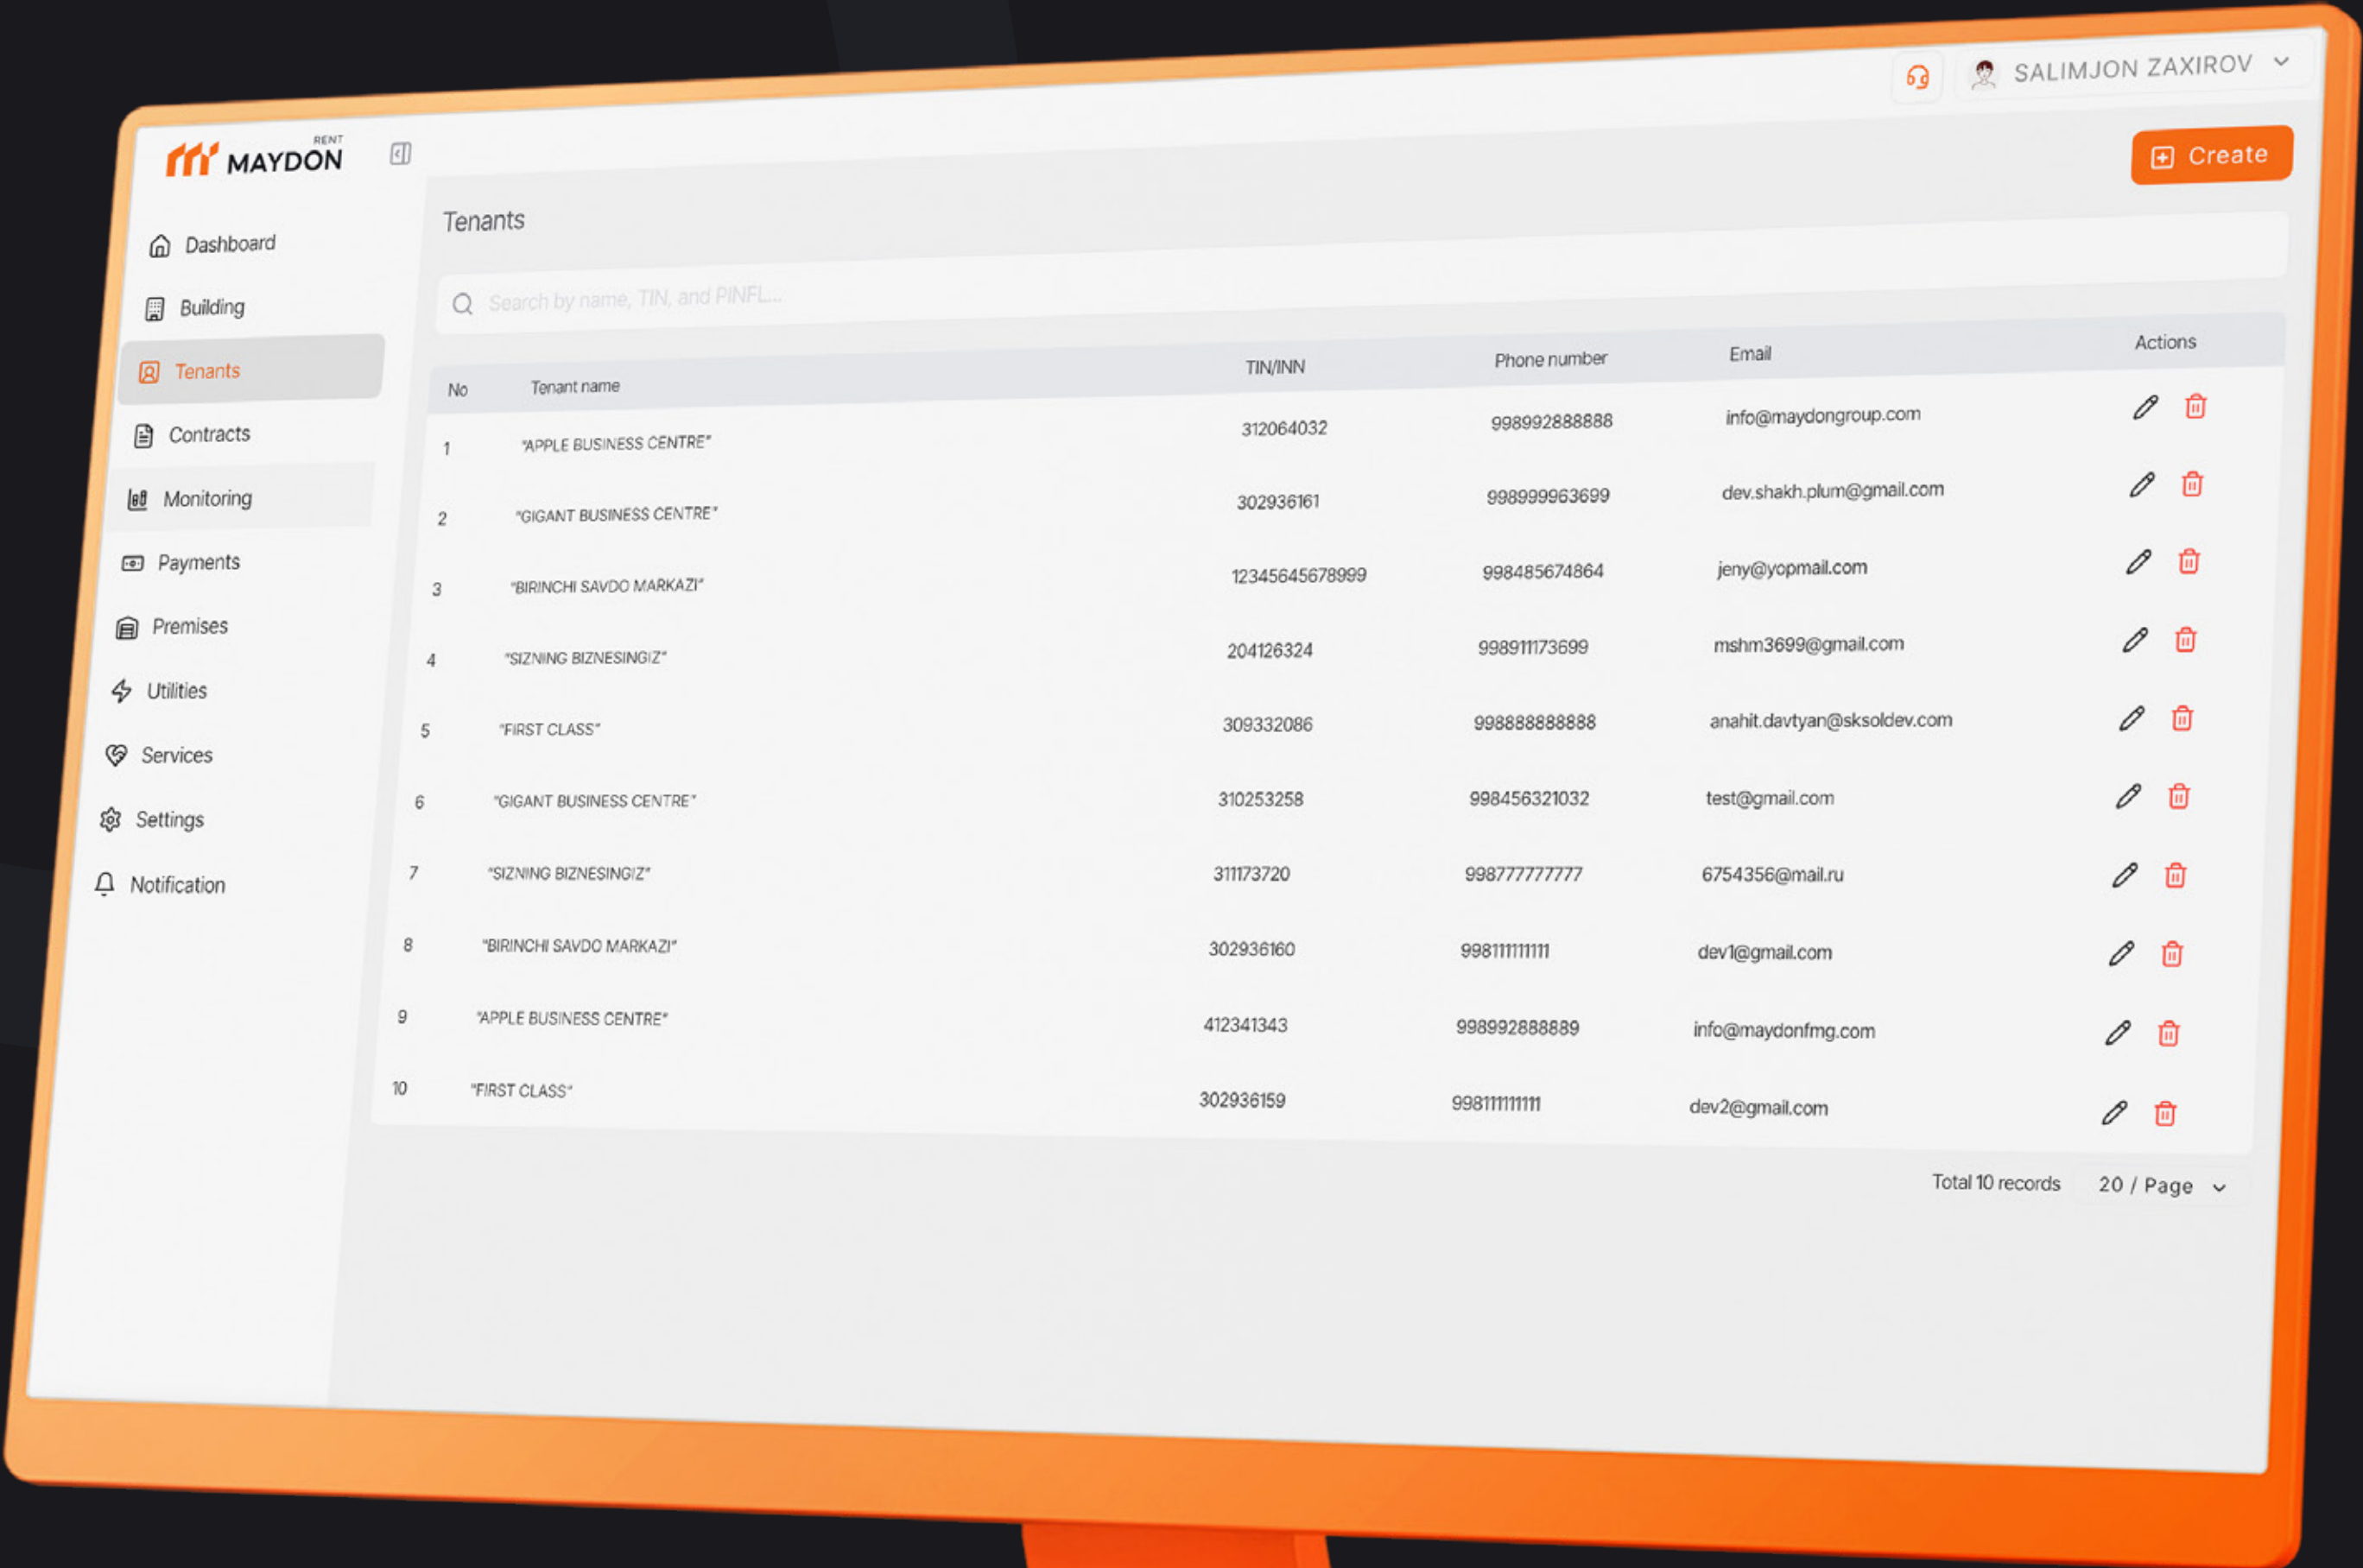 SALIMJON ZAXIROV
RENT
MAYDON
Create
Dashboard
Building
Tenants
Contracts
Monitoring
Payments
Premises
Utilities
Services
Settings
Notification
Tenants
Search by name, TIN, and PINFL...
No Tenant name TIN/INN Phone number Email Actions
1 "APPLE BUSINESS CENTRE" 312064032 998992888888 info@maydongroup.com
2 "GIGANT BUSINESS CENTRE" 302936161 998999963699 dev.shakh.plum@gmail.com
3 "BIRINCHI SAVDO MARKAZI" 12345645678999 998485674864 jeny@yopmail.com
4 "SIZNING BIZNESINGIZ" 204126324 998911173699 mshm3699@gmail.com
5 "FIRST CLASS" 309332086 998888888888 anahit.davtyan@sksoldev.com
6 "GIGANT BUSINESS CENTRE" 310253258 998456321032 test@gmail.com
7 "SIZNING BIZNESINGIZ" 311173720 998777777777 6754356@mail.ru
8 "BIRINCHI SAVDO MARKAZI" 302936160 998111111111 dev1@gmail.com
9 "APPLE BUSINESS CENTRE" 412341343 998992888889 info@maydonfmg.com
10 "FIRST CLASS" 302936159 998111111111 dev2@gmail.com
Total 10 records 20 / Page